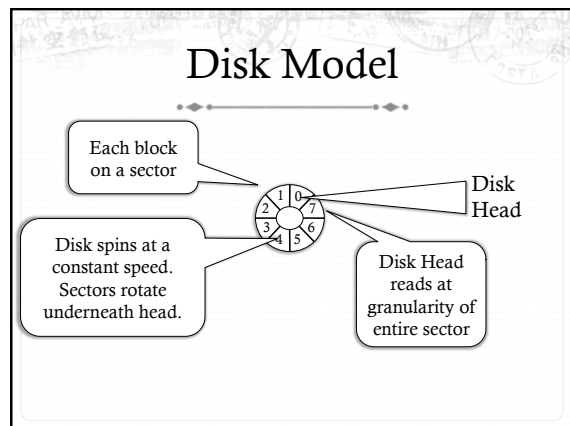 Disk Model
Each block
on a sector
1
0
2
7
3
6
4
5
Disk
Head
Disk spins at a
constant speed.
Sectors rotate
underneath head.
Disk Head
reads at
granularity of
entire sector